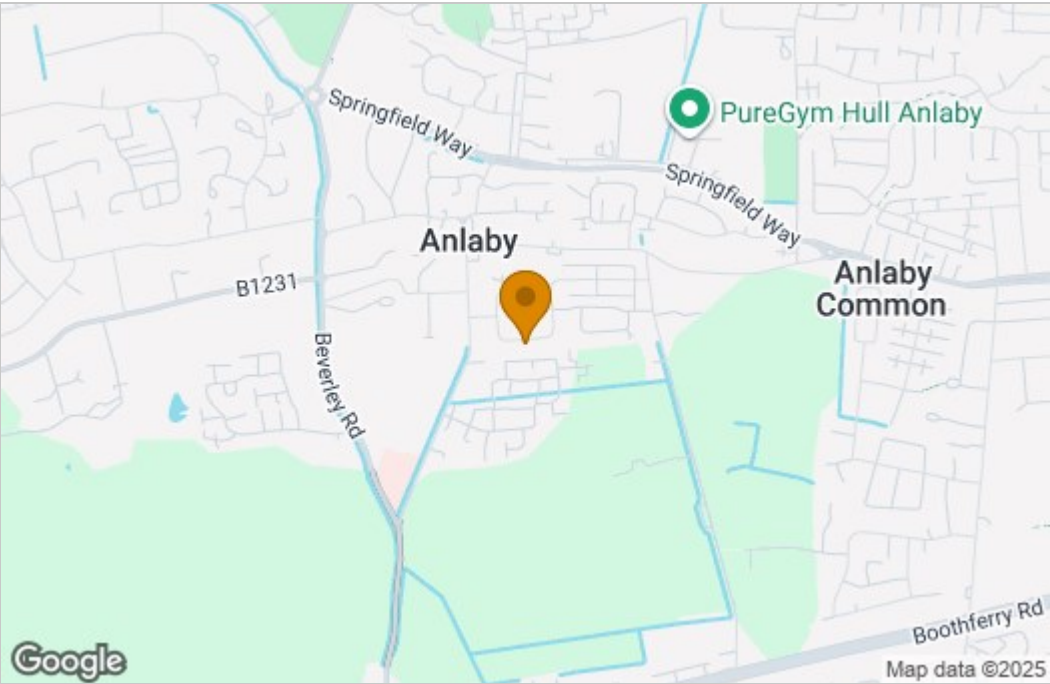 Springfield Way
PureGym Hull Anlaby
Springfield Way
Anlaby
Anlaby
Common
B1231
Beverley Rd
Boothferry Rd
Google
Map data ©2025